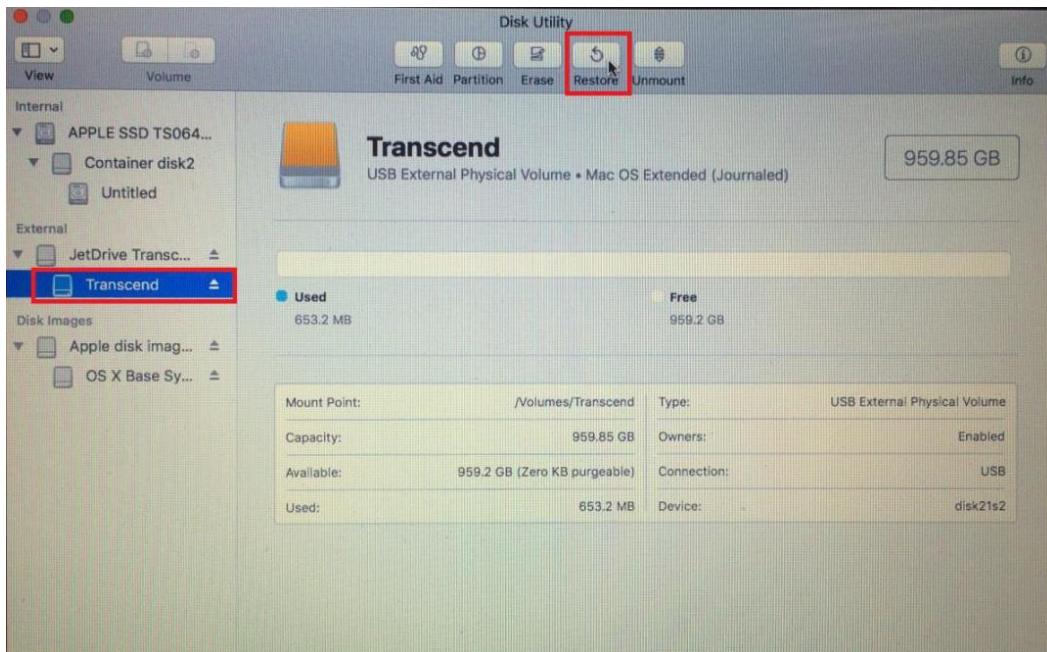 Disk Utility
View
Volume
First Aid
Partition
Erase
Restore
Unmount
Info
Internal
APPLE SSD TS064...
Container disk2
Untitled
External
JetDrive Transc...
Transcend
Disk Images
Apple disk imag...
OS X Base Sy...
Transcend
USB External Physical Volume • Mac OS Extended (Journaled)
959.85 GB
Used
653.2 MB
Free
959.2 GB
Mount Point: /Volumes/Transcend
Capacity: 959.85 GB
Available: 959.2 GB (Zero KB purgeable)
Used: 653.2 MB
Type: USB External Physical Volume
Owners: Enabled
Connection: USB
Device: disk21s2